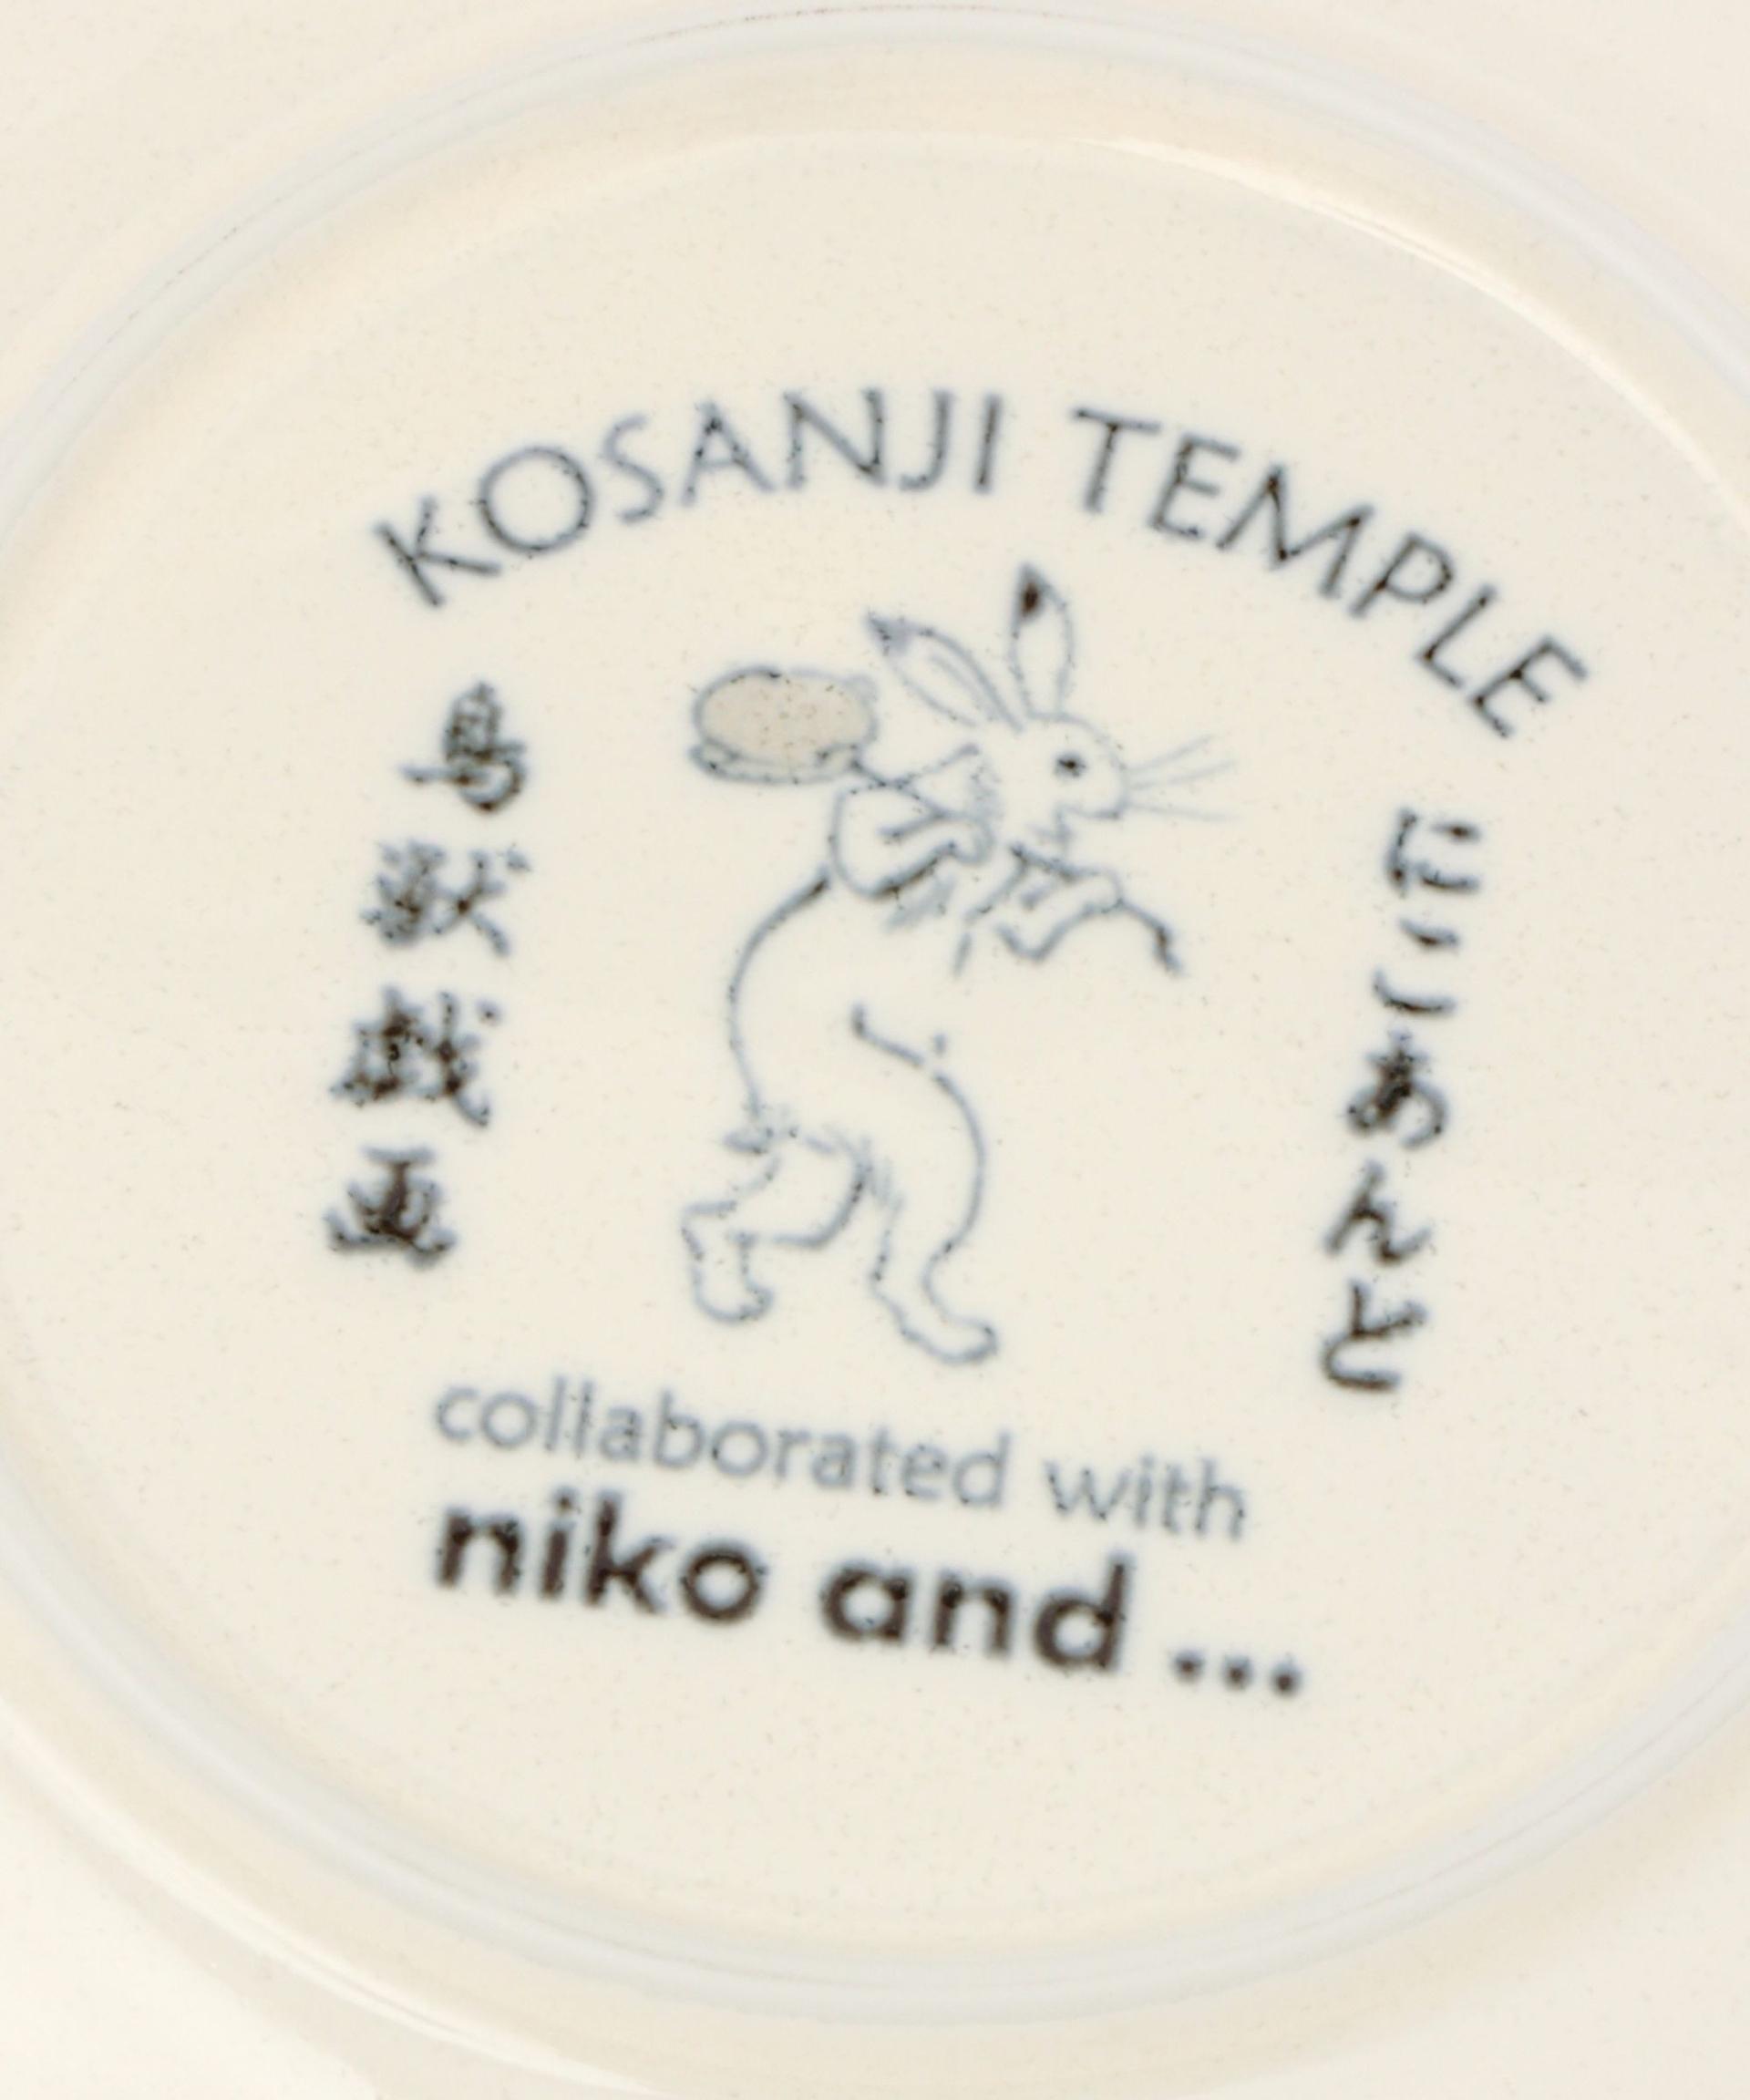 KOSANJI TEMPLE
鳥獣戯画
にこあんど
collaborated with
niko and ...